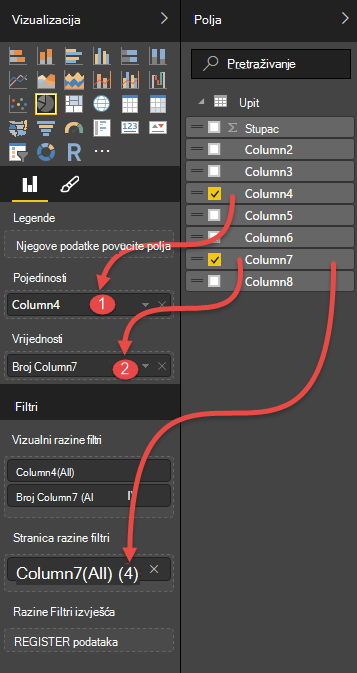 Vizualizacija
R
123
Legende
Njegove podatke povucite polja
Pojedinosti
Column4
1
Vrijednosti
Broj Column7
2
Filtri
Vizualni razine filtri
Column4(All)
Broj Column7 (Al
Stranica razine filtri
Column7(All) (4)
Razine Filtri izvješća
REGISTER podataka
Polja
Pretraživanje
Upit
Σ Stupac
Column2
Column3
Column4
Column5
Column6
Column7
Column8